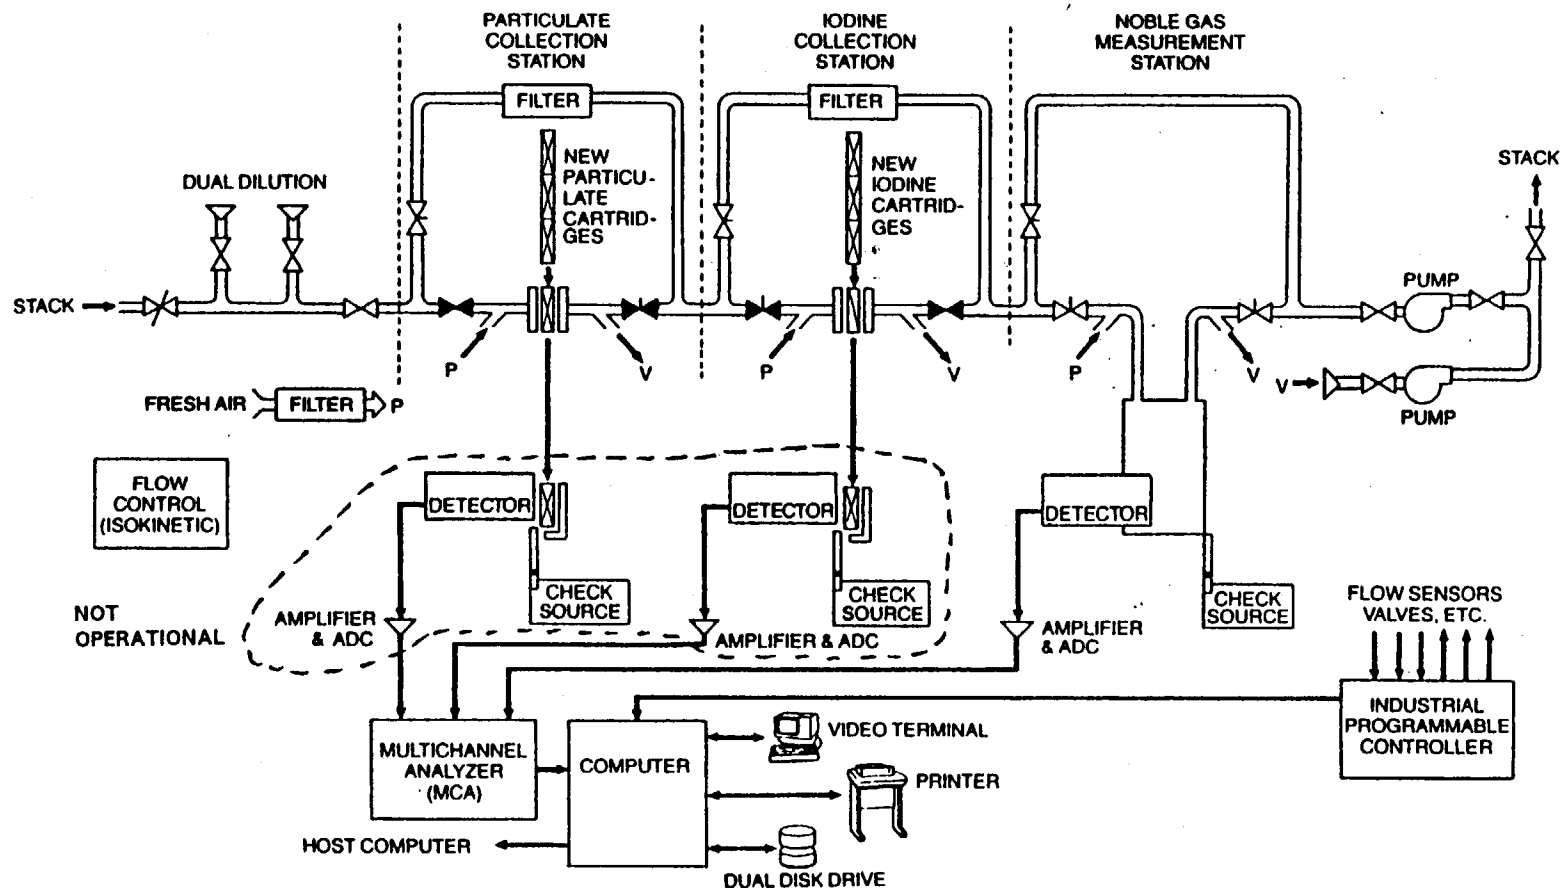 PARTICULATE
COLLECTION
STATION
IODINE
COLLECTION
STATION
NOBLE GAS
MEASUREMENT
STATION
FILTER
FILTER
NEW
PARTICU-
LATE
CARTRID-
GES
NEW
IODINE
CARTRID-
GES
DUAL DILUTION
STACK
STACK
PUMP
P
V
P
V
P
V
V
PUMP
FRESH AIR
FILTER
P
FLOW
CONTROL
(ISOKINETIC)
DETECTOR
DETECTOR
DETECTOR
CHECK
SOURCE
CHECK
SOURCE
CHECK
SOURCE
NOT
OPERATIONAL
AMPLIFIER
& ADC
AMPLIFIER & ADC
AMPLIFIER
& ADC
FLOW SENSORS
VALVES, ETC.
INDUSTRIAL
PROGRAMMABLE
CONTROLLER
MULTICHANNEL
ANALYZER
(MCA)
COMPUTER
VIDEO TERMINAL
PRINTER
HOST COMPUTER
DUAL DISK DRIVE